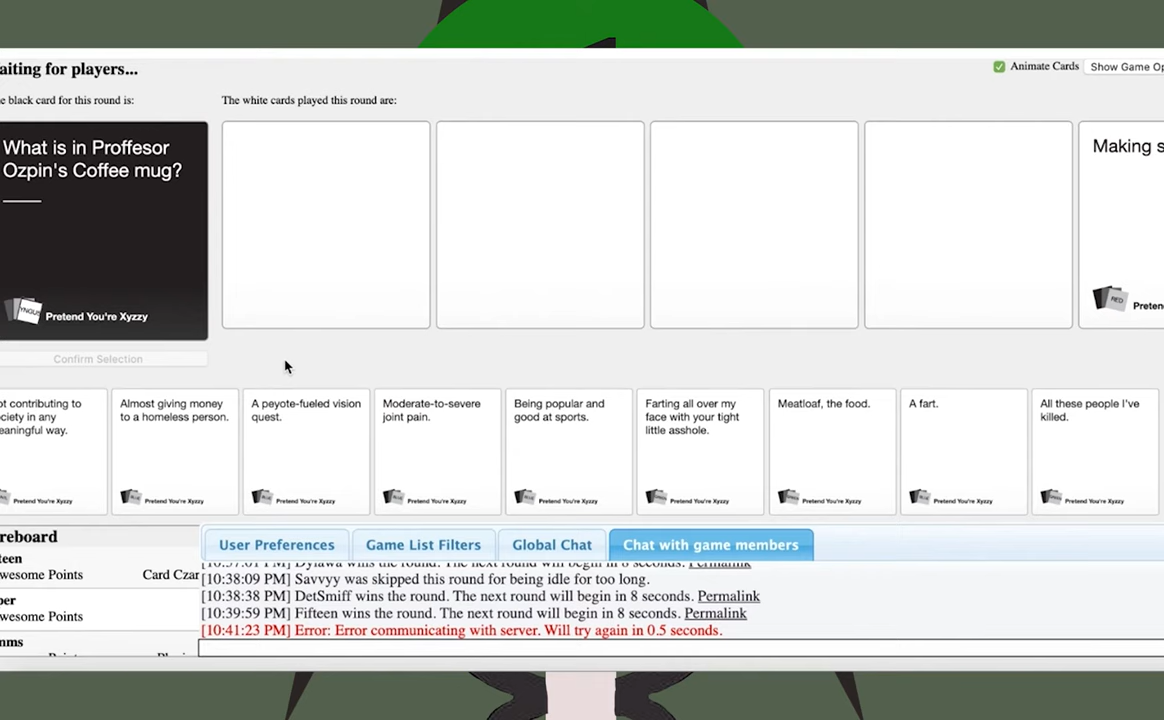 aiting for players...
Animate Cards
Show Game Op
e black card for this round is:
The white cards played this round are:
What is in Proffesor
Ozpin's Coffee mug?
Pretend You're Xyzzy
Making s
RED
Preten
Confirm Selection
ot contributing to
ciety in any
eaningful way.
Pretend You're Xyzzy
Almost giving money
to a homeless person.
Pretend You're Xyzzy
A peyote-fueled vision
quest.
Pretend You're Xyzzy
Moderate-to-severe
joint pain.
Pretend You're Xyzzy
Being popular and
good at sports.
Pretend You're Xyzzy
Farting all over my
face with your tight
little asshole.
Pretend You're Xyzzy
Meatloaf, the food.
Pretend You're Xyzzy
A fart.
Pretend You're Xyzzy
All these people I've
killed.
Pretend You're Xyzzy
reboard
teen
wesome Points
Card Czar
per
wesome Points
mms
User Preferences
Game List Filters
Global Chat
Chat with game members
[10:38:09 PM] Savvyy was skipped this round for being idle for too long.
[10:38:38 PM] DetSmiff wins the round. The next round will begin in 8 seconds. Permalink
[10:39:59 PM] Fifteen wins the round. The next round will begin in 8 seconds. Permalink
[10:41:23 PM] Error: Error communicating with server. Will try again in 0.5 seconds.